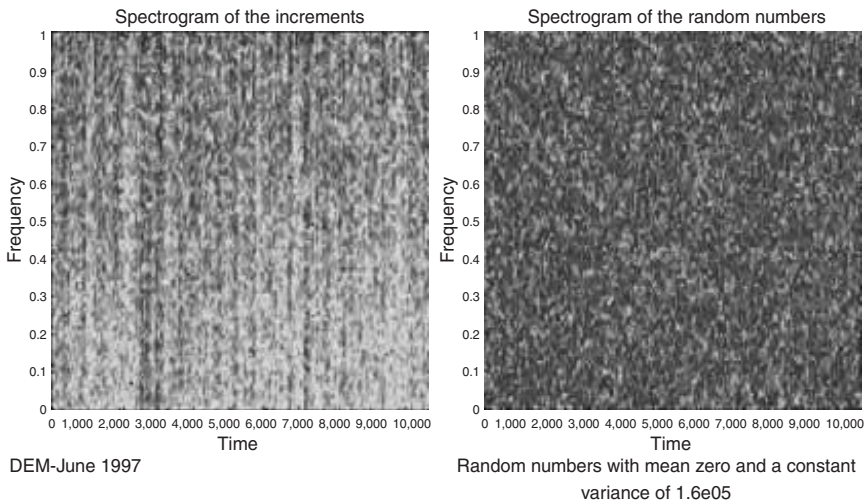 Spectrogram of the increments
1
0.9
0.8
0.7
0.6
0.5
0.4
0.3
0.2
0.1
0
Frequency
0 1,000 2,000 3,000 4,000 5,000 6,000 7,000 8,000 9,000 10,000
Time
DEM-June 1997
Spectrogram of the random numbers
1
0.9
0.8
0.7
0.6
0.5
0.4
0.3
0.2
0.1
0
Frequency
0 1,000 2,000 3,000 4,000 5,000 6,000 7,000 8,000 9,000 10,000
Time
Random numbers with mean zero and a constant
variance of 1.6e05